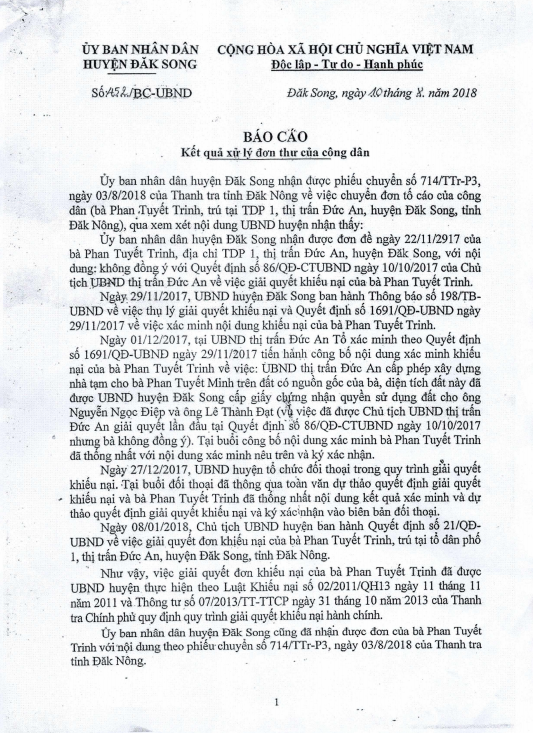 ỦY BAN NHÂN DÂN
HUYỆN ĐĂK SONG
CỘNG HÒA XÃ HỘI CHỦ NGHĨA VIỆT NAM
Độc lập - Tự do - Hạnh phúc
Số /BC-UBND
Đăk Song, ngày 10 tháng 8. năm 2018
BÁO CÁO
Kết quả xử lý đơn thư của công dân
Ủy ban nhân dân huyện Đăk Song nhận được phiếu chuyển số 714/TTr-P3,
ngày 03/8/2018 của Thanh tra tỉnh Đăk Nông về việc chuyển đơn tố cáo của công
dân (bà Phan Tuyết Trinh, trú tại TDP 1, thị trấn Đức An, huyện Đăk Song, tỉnh
Đăk Nông), qua xem xét nội dung UBND huyện nhận thấy:
Ủy ban nhân dân huyện Đăk Song nhận được đơn đề ngày 22/11/2917 của
bà Phan Tuyết Trinh, địa chỉ TDP 1, thị trấn Đức An, huyện Đăk Song, với nội
dung: không đồng ý với Quyết định số 86/QĐ-CTUBND ngày 10/10/2017 của Chủ
tịch UBND thị trấn Đức An về việc giải quyết khiếu nại của bà Phan Tuyết Trinh.
Ngày 29/11/2017, UBND huyện Đăk Song ban hành Thông báo số 198/TB-
UBND về việc thụ lý giải quyết khiếu nại và Quyết định số 1691/QĐ-UBND ngày
29/11/2017 về việc xác minh nội dung khiếu nại của bà Phan Tuyết Trinh.
Ngày 01/12/2017, tại UBND thị trấn Đức An Tổ xác minh theo Quyết định
số 1691/QĐ-UBND ngày 29/11/2017 tiến hành công bố nội dung xác minh khiếu
nại của bà Phan Tuyết Trinh về việc: UBND thị trấn Đức An cấp phép xây dựng
nhà tạm cho bà Phan Tuyết Minh trên đất có nguồn gốc của bà, diện tích đất này đã
được UBND huyện Đăk Song cấp giấy chứng nhận quyền sử dụng đất cho ông
Nguyễn Ngọc Điệp và ông Lê Thành Đạt (vụ việc đã được Chủ tịch UBND thị trấn
Đức An giải quyết lần đầu tại Quyết định số 86/QĐ-CTUBND ngày 10/10/2017
nhưng bà không đồng ý). Tại buổi công bố nội dung xác minh bà Phan Tuyết Trinh
đã thống nhất với nội dung xác minh nêu trên và ký xác nhận.
Ngày 27/12/2017, UBND huyện tổ chức đối thoại trong quy trình giải quyết
khiếu nại. Tại buổi đối thoại đã thông qua toàn văn dự thảo quyết định giải quyết
khiếu nại và bà Phan Tuyết Trinh đã thống nhất nội dung kết quả xác minh và dự
thảo quyết định giải quyết khiếu nại và ký xác nhận vào biên bản đối thoại.
Ngày 08/01/2018, Chủ tịch UBND huyện ban hành Quyết định số 21/QĐ-
UBND về việc giải quyết đơn khiếu nại của bà Phan Tuyết Trinh, trú tại tổ dân phố
1, thị trấn Đức An, huyện Đăk Song, tỉnh Đăk Nông.
Như vậy, việc giải quyết đơn khiếu nại của bà Phan Tuyết Trinh đã được
UBND huyện thực hiện theo Luật Khiếu nại số 02/2011/QH13 ngày 11 tháng 11
năm 2011 và Thông tư số 07/2013/TT-TTCP ngày 31 tháng 10 năm 2013 của Thanh
tra Chính phủ quy định quy trình giải quyết khiếu nại hành chính.
Ủy ban nhân dân huyện Đăk Song cũng đã nhận được đơn của bà Phan Tuyết
Trinh với nội dung theo phiếu chuyển số 714/TTr-P3, ngày 03/8/2018 của Thanh tra
tỉnh Đăk Nông.
1